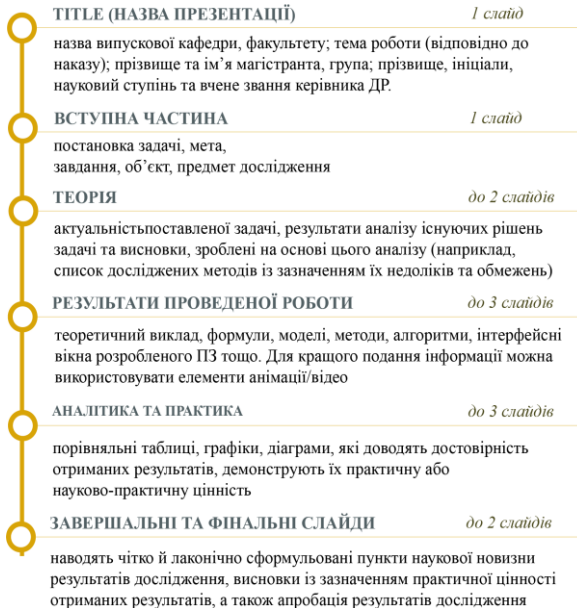 TITLE (НАЗВА ПРЕЗЕНТАЦІЇ) 1 слайд
назва випускової кафедри, факультету; тема роботи (відповідно до
наказу); прізвище та ім’я магістранта, група; прізвище, ініціали,
науковий ступінь та вчене звання керівника ДР.
ВСТУПНА ЧАСТИНА 1 слайд
постановка задачі, мета,
завдання, об’єкт, предмет дослідження
ТЕОРІЯ до 2 слайдів
актуальністьпоставленої задачі, результати аналізу існуючих рішень
задачі та висновки, зроблені на основі цього аналізу (наприклад,
список досліджених методів із зазначенням їх недоліків та обмежень)
РЕЗУЛЬТАТИ ПРОВЕДЕНОЇ РОБОТИ до 3 слайдів
теоретичний виклад, формули, моделі, методи, алгоритми, інтерфейсні
вікна розробленого ПЗ тощо. Для кращого подання інформації можна
використовувати елементи анімації/відео
АНАЛІТИКА ТА ПРАКТИКА до 3 слайдів
порівняльні таблиці, графіки, діаграми, які доводять достовірність
отриманих результатів, демонструють їх практичну або
науково-практичну цінність
ЗАВЕРШАЛЬНІ ТА ФІНАЛЬНІ СЛАЙДИ до 2 слайдів
наводять чітко й лаконічно сформульовані пункти наукової новизни
результатів дослідження, висновки із зазначенням практичної цінності
отриманих результатів, а також апробація результатів дослідження